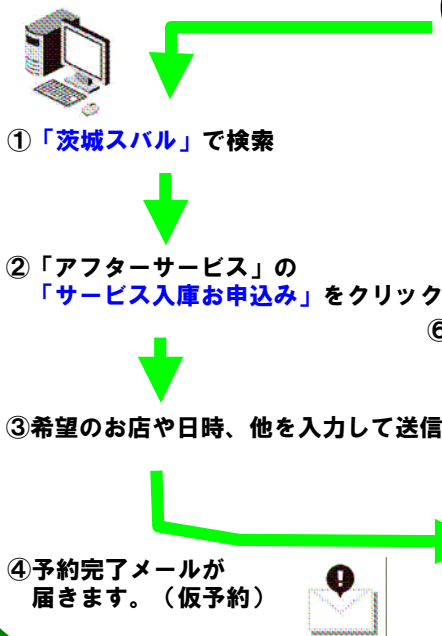 ①「茨城スバル」で検索
②「アフターサービス」の
「サービス入庫お申込み」をクリック
⑥
③希望のお店や日時、他を入力して送信
④予約完了メールが
届きます。（仮予約）